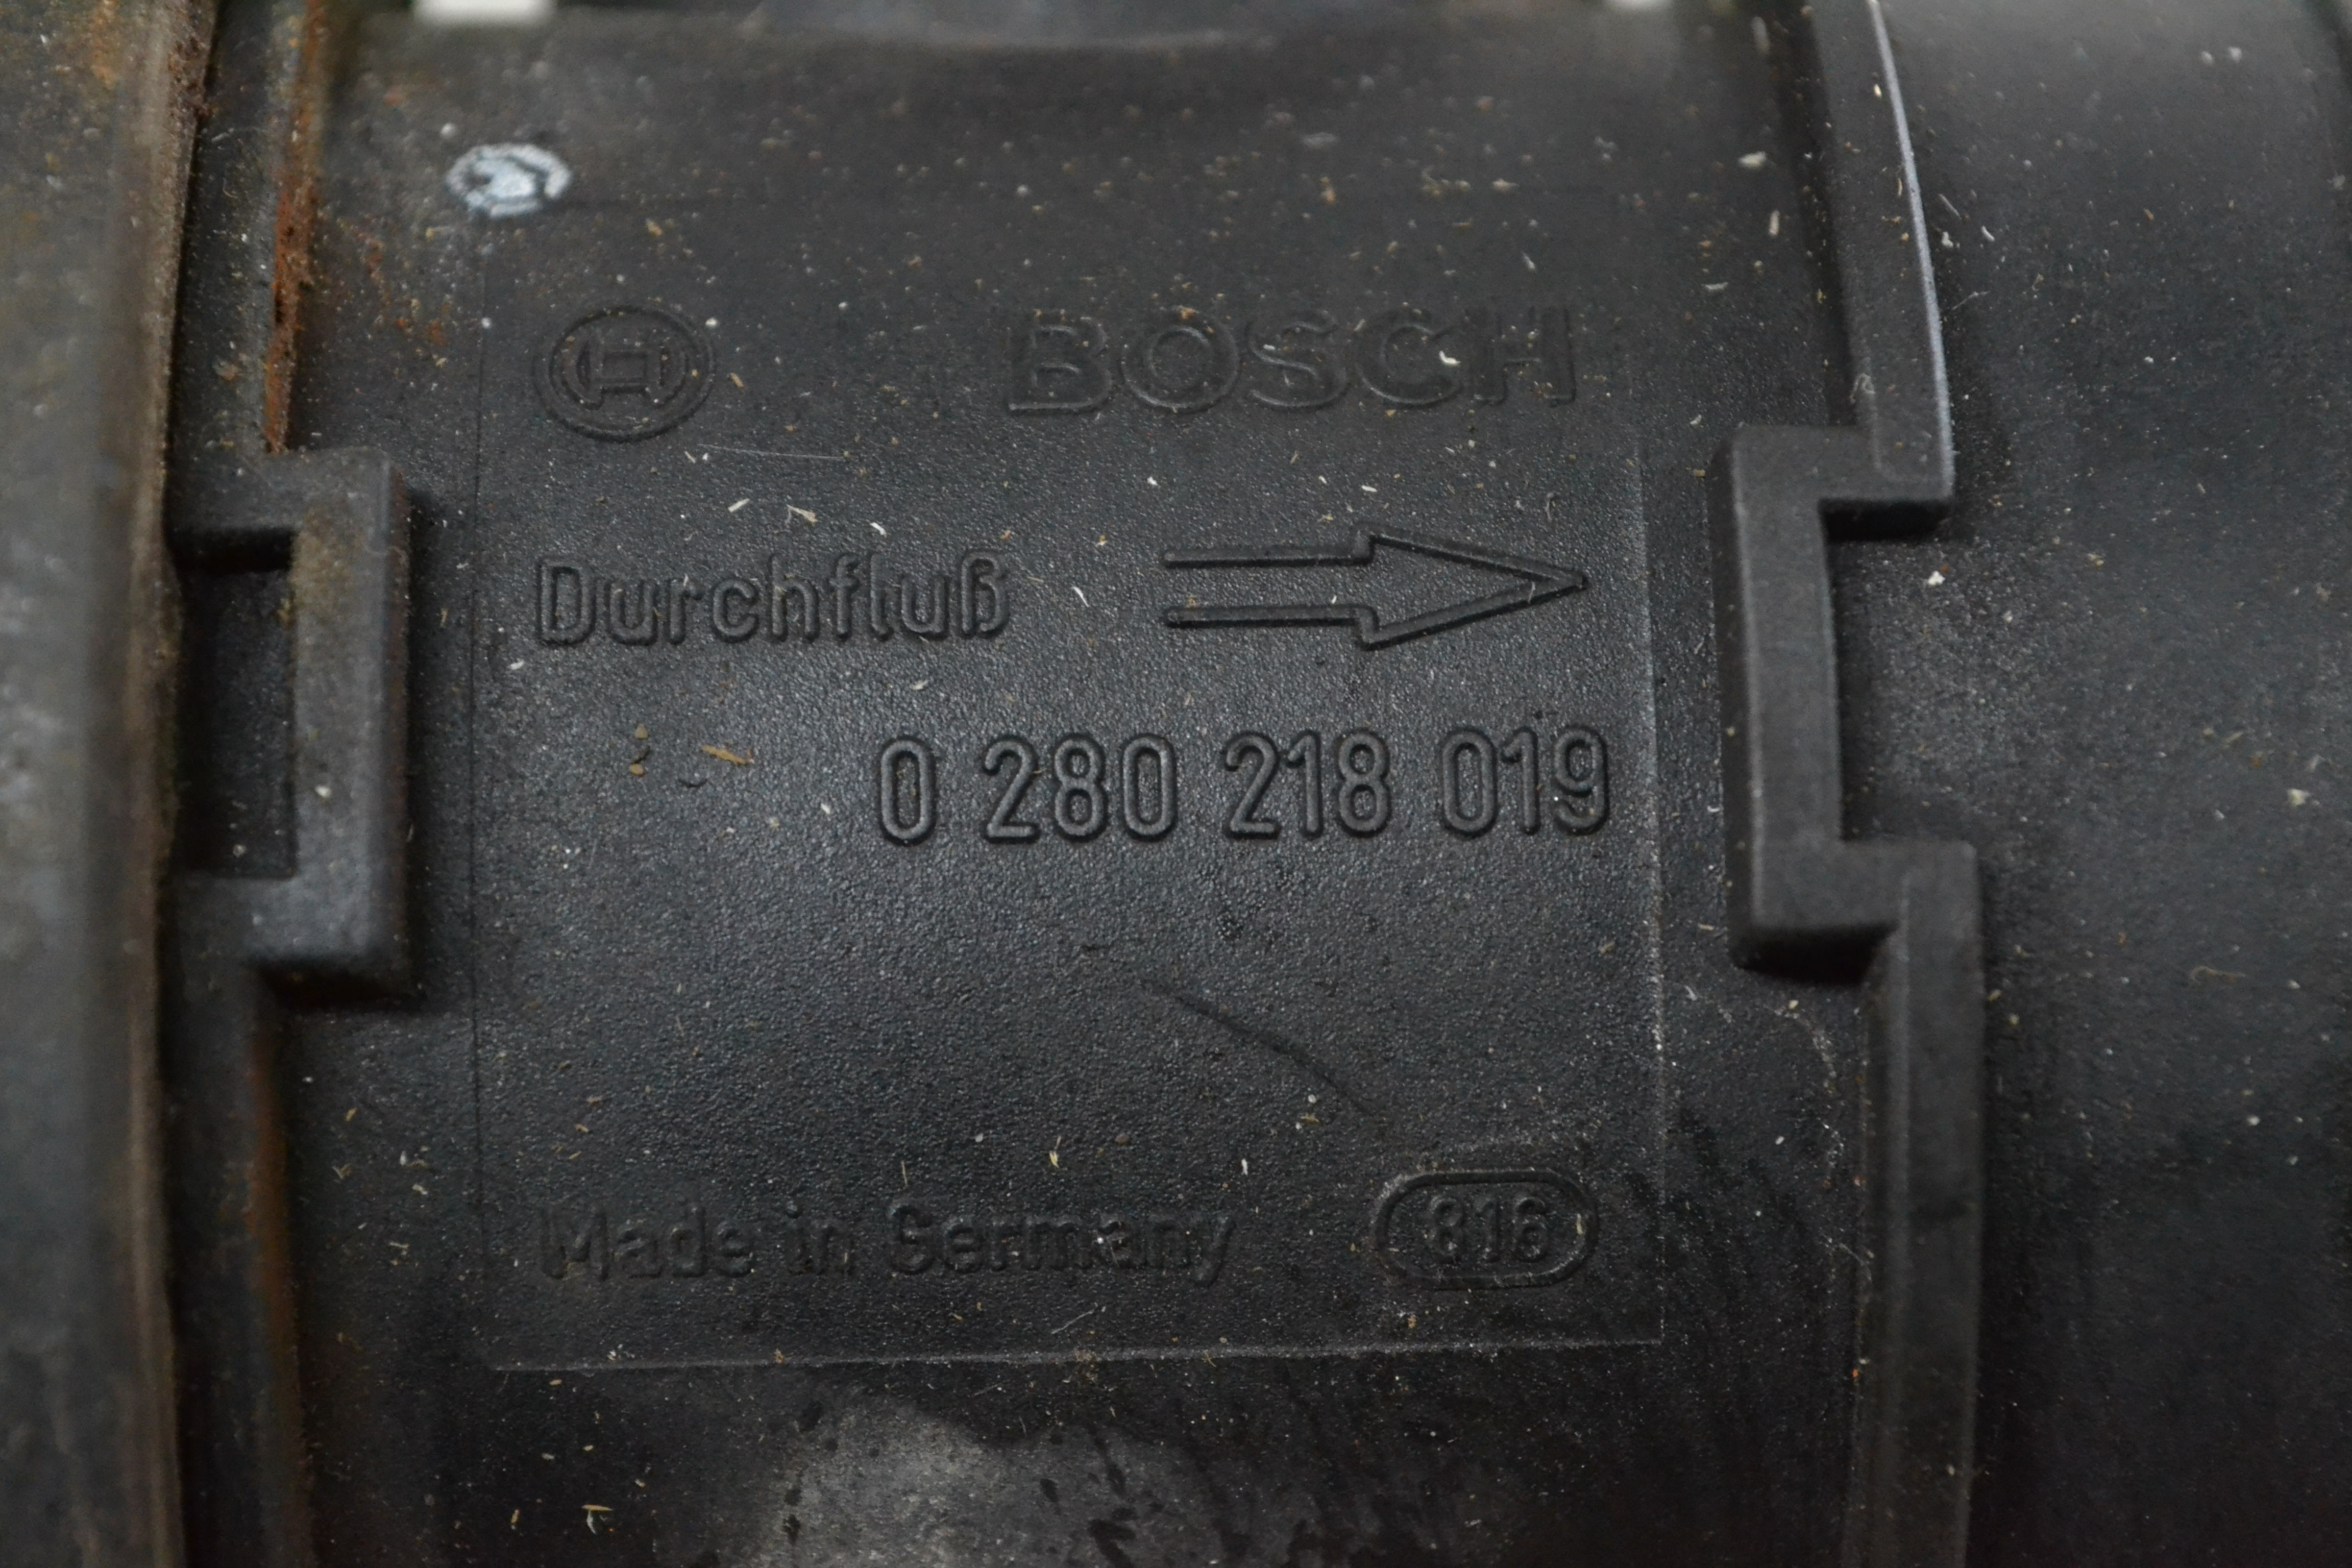 BOSCH
Durchfluß
0 280 218 019
Made in Germany 816